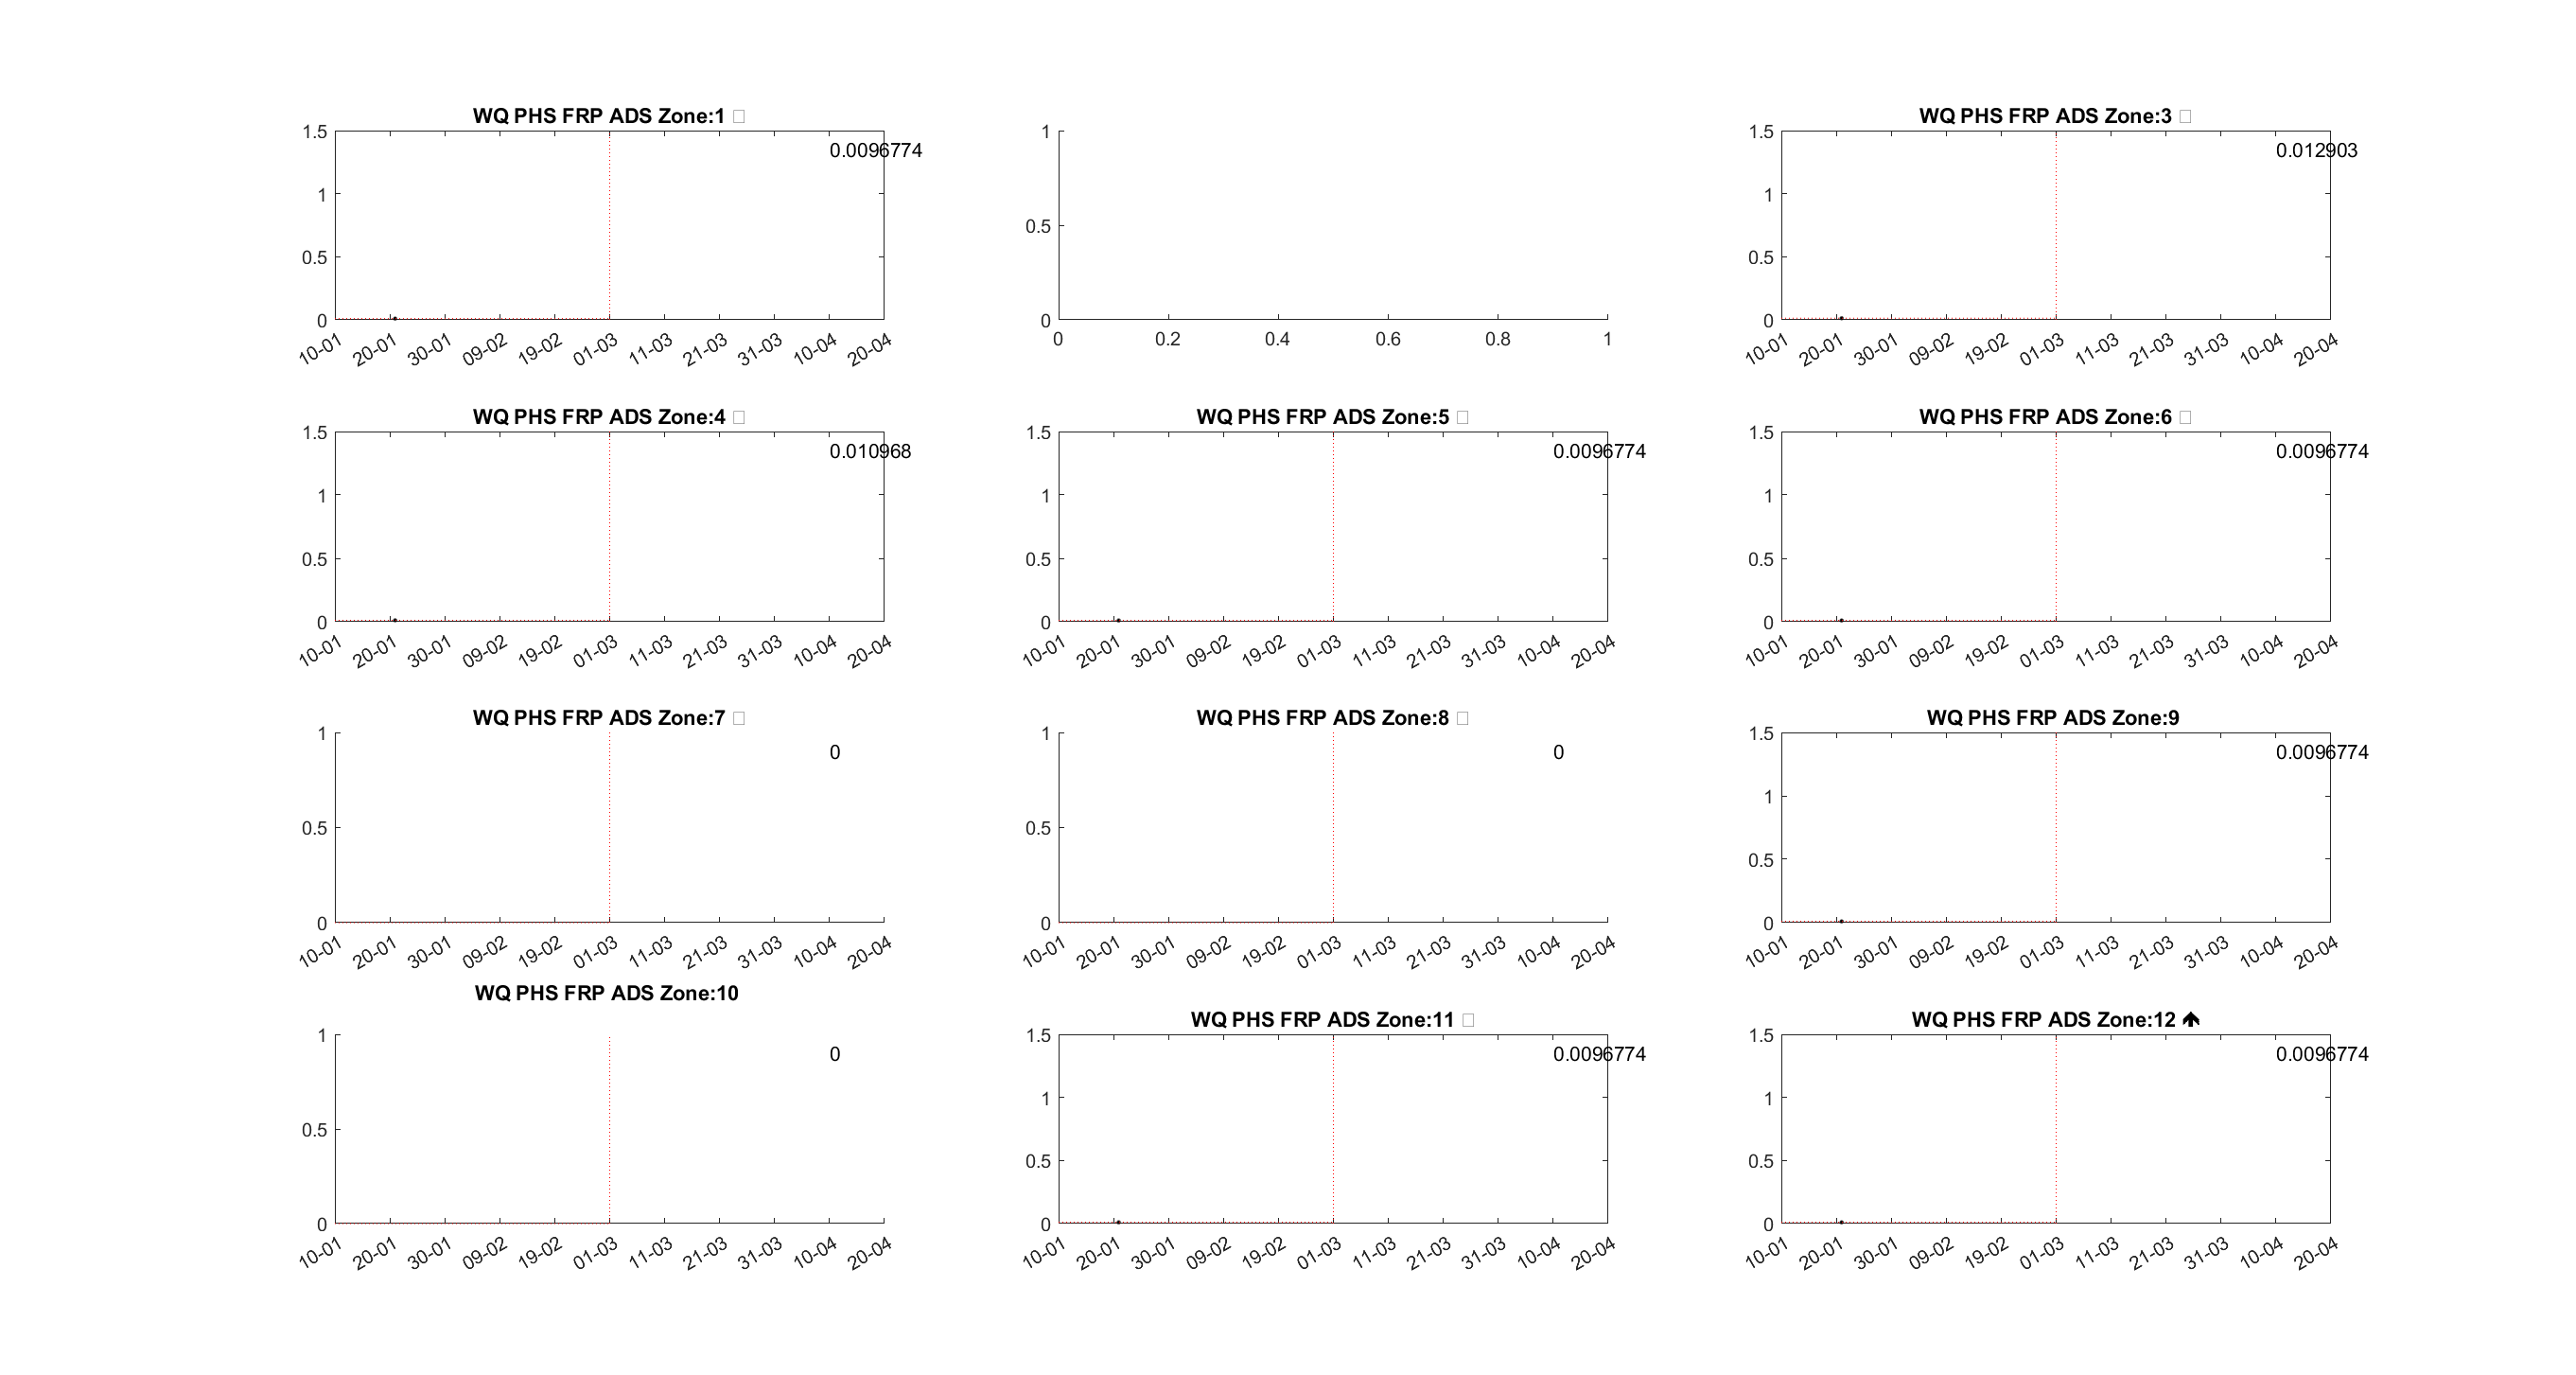 WQ PHS FRP ADS Zone:1 □
1.5
0.0096774
1
0.5
0
10-01 20-01 30-01 09-02 19-02 01-03 11-03 21-03 31-03 10-04 20-04
1
0.5
0
0 0.2 0.4 0.6 0.8 1
WQ PHS FRP ADS Zone:3 □
1.5
0.012903
1
0.5
0
10-01 20-01 30-01 09-02 19-02 01-03 11-03 21-03 31-03 10-04 20-04
WQ PHS FRP ADS Zone:4 □
1.5
0.010968
1
0.5
0
10-01 20-01 30-01 09-02 19-02 01-03 11-03 21-03 31-03 10-04 20-04
WQ PHS FRP ADS Zone:5 □
1.5
0.0096774
1
0.5
0
10-01 20-01 30-01 09-02 19-02 01-03 11-03 21-03 31-03 10-04 20-04
WQ PHS FRP ADS Zone:6 □
1.5
0.0096774
1
0.5
0
10-01 20-01 30-01 09-02 19-02 01-03 11-03 21-03 31-03 10-04 20-04
WQ PHS FRP ADS Zone:7 □
1
0
0.5
0
10-01 20-01 30-01 09-02 19-02 01-03 11-03 21-03 31-03 10-04 20-04
WQ PHS FRP ADS Zone:8 □
1
0
0.5
0
10-01 20-01 30-01 09-02 19-02 01-03 11-03 21-03 31-03 10-04 20-04
WQ PHS FRP ADS Zone:9
1.5
0.0096774
1
0.5
0
10-01 20-01 30-01 09-02 19-02 01-03 11-03 21-03 31-03 10-04 20-04
WQ PHS FRP ADS Zone:10
1
0
0.5
0
10-01 20-01 30-01 09-02 19-02 01-03 11-03 21-03 31-03 10-04 20-04
WQ PHS FRP ADS Zone:11 □
1.5
0.0096774
1
0.5
0
10-01 20-01 30-01 09-02 19-02 01-03 11-03 21-03 31-03 10-04 20-04
WQ PHS FRP ADS Zone:12 🡹
1.5
0.0096774
1
0.5
0
10-01 20-01 30-01 09-02 19-02 01-03 11-03 21-03 31-03 10-04 20-04